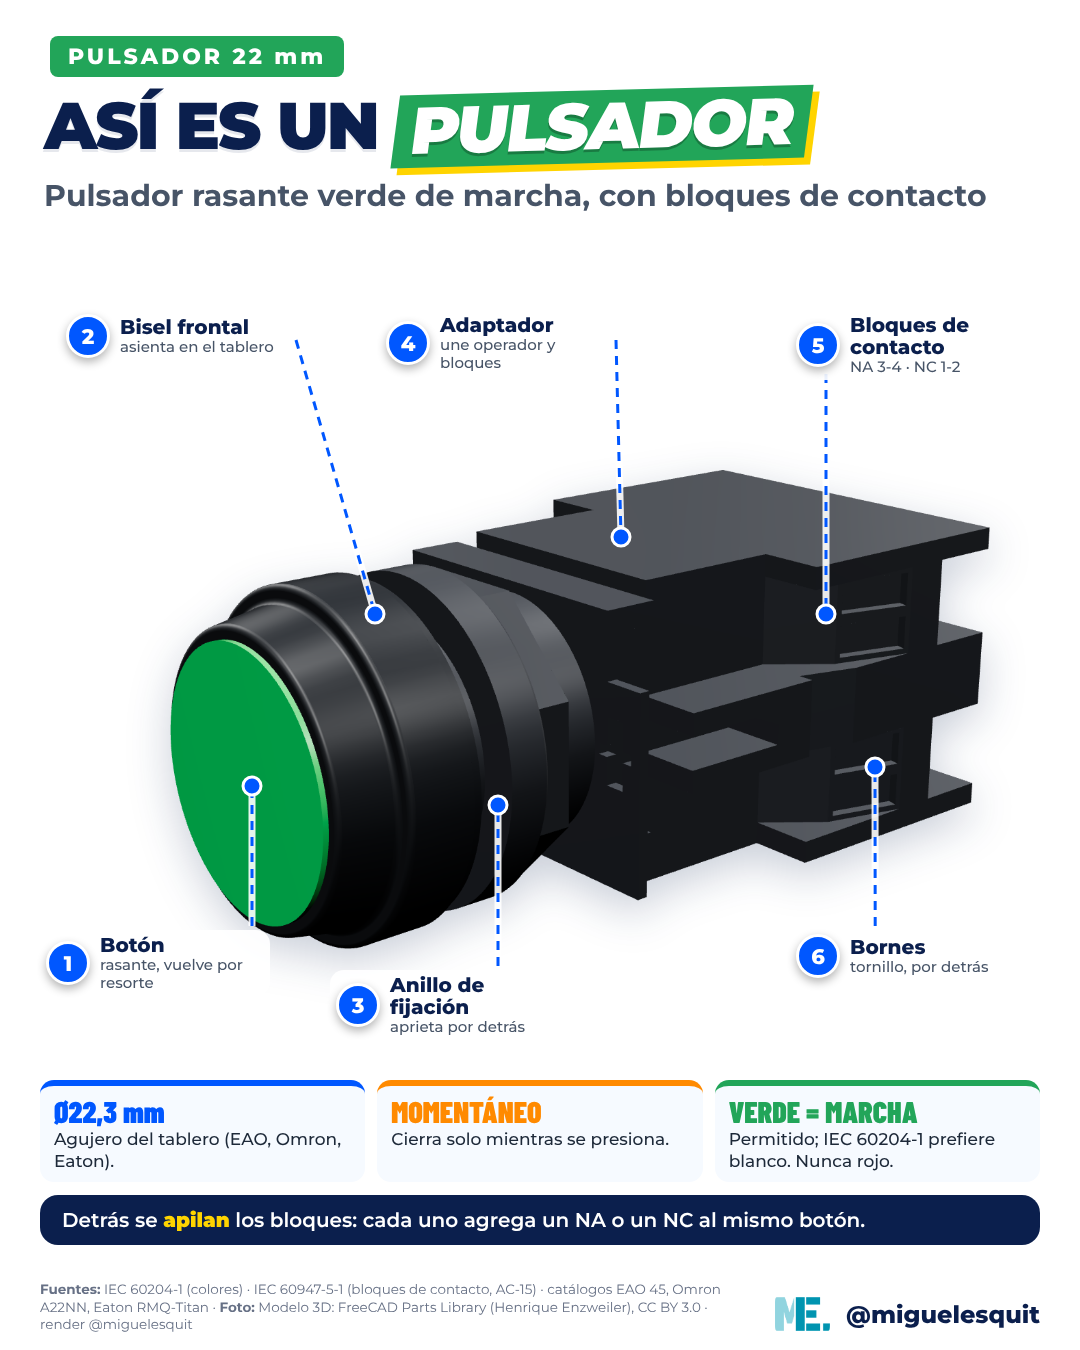 PULSADOR 22 mm
ASÍ ES UN PULSADOR
Pulsador rasante verde de marcha, con bloques de contacto
2
Bisel frontal
asienta en el tablero
4
Adaptador
une operador y
bloques
5
Bloques de
contacto
NA 3-4 · NC 1-2
1
Botón
rasante, vuelve por
resorte
3
Anillo de
fijación
aprieta por detrás
6
Bornes
tornillo, por detrás
Ø22,3 mm
Agujero del tablero (EAO, Omron,
Eaton).
MOMENTÁNEO
Cierra solo mientras se presiona.
VERDE = MARCHA
Permitido; IEC 60204-1 prefiere
blanco. Nunca rojo.
Detrás se apilan los bloques: cada uno agrega un NA o un NC al mismo botón.
Fuentes: IEC 60204-1 (colores) · IEC 60947-5-1 (bloques de contacto, AC-15) · catálogos EAO 45, Omron
A22NN, Eaton RMQ-Titan · Foto: Modelo 3D: FreeCAD Parts Library (Henrique Enzweiler), CC BY 3.0 ·
render @miguelesquit
ME.
@miguelesquit